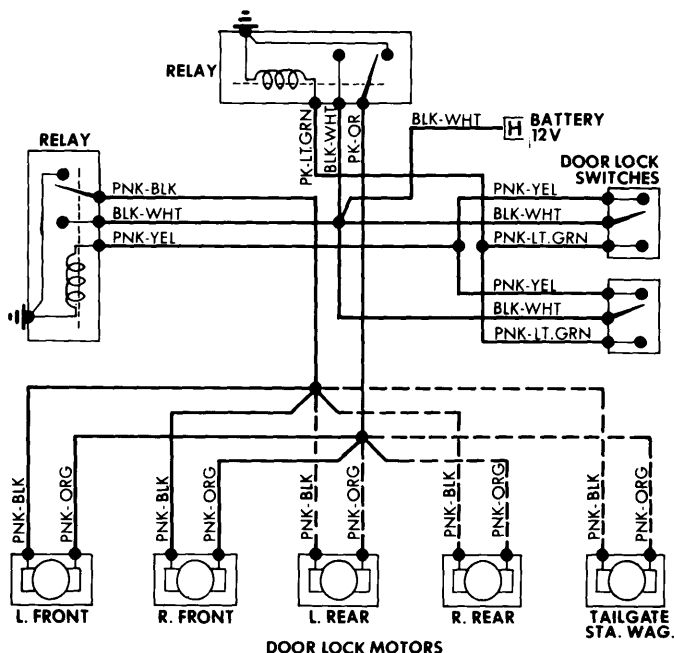 RELAY
PK-LT.GRN
BLK-WHT
PK-OR
BLK-WHT
H
BATTERY
12V
RELAY
DOOR LOCK
SWITCHES
PNK-BLK
BLK-WHT
PNK-YEL
PNK-YEL
BLK-WHT
PNK-LT.GRN
PNK-YEL
BLK-WHT
PNK-LT.GRN
PNK-BLK
PNK-ORG
PNK-BLK
PNK-ORG
PNK-BLK
PNK-ORG
PNK-BLK
PNK-ORG
PNK-BLK
PNK-ORG
L. FRONT
R. FRONT
L. REAR
R. REAR
TAILGATE
STA. WAG.
DOOR LOCK MOTORS